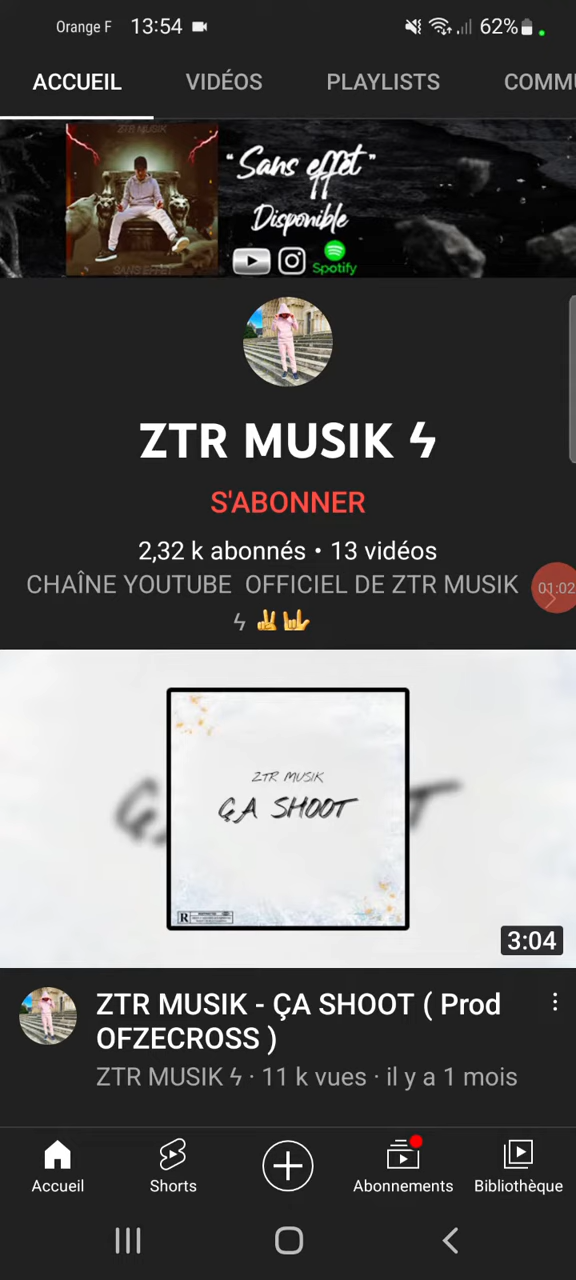 Orange F 13:54 62%
ACCUEIL VIDÉOS PLAYLISTS COMMU
ZTR MUSIK
"Sans effet"
Disponible
Spotify
SANS EFFET
ZTR MUSIK ϟ
S'ABONNER
2,32 k abonnés • 13 vidéos
CHAÎNE YOUTUBE OFFICIEL DE ZTR MUSIK
ϟ ✌️🤟
01:02
ZTR MUSIK
ÇA SHOOT
R
3:04
ZTR MUSIK - ÇA SHOOT ( Prod
OFZECROSS )
ZTR MUSIK ϟ · 11 k vues · il y a 1 mois
Accueil Shorts Abonnements Bibliothèque